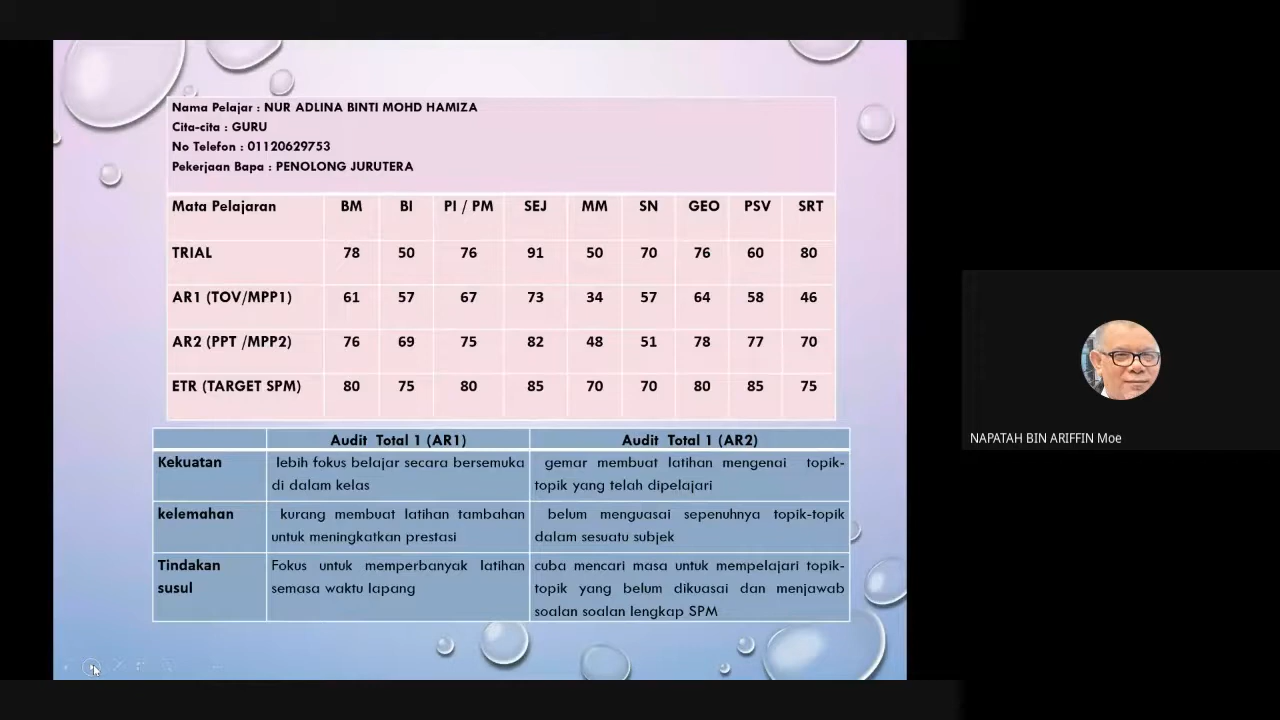 Nama Pelajar : NUR ADLINA BINTI MOHD HAMIZA
Cita-cita : GURU
No Telefon : 01120629753
Pekerjaan Bapa : PENOLONG JURUTERA
Mata Pelajaran BM BI PI / PM SEJ MM SN GEO PSV SRT
TRIAL 78 50 76 91 50 70 76 60 80
AR1 (TOV/MPP1) 61 57 67 73 34 57 64 58 46
AR2 (PPT /MPP2) 76 69 75 82 48 51 78 77 70
ETR (TARGET SPM) 80 75 80 85 70 70 80 85 75
Audit Total 1 (AR1) Audit Total 1 (AR2)
Kekuatan
lebih fokus belajar secara bersemuka
di dalam kelas
gemar membuat latihan mengenai topik-
topik yang telah dipelajari
kelemahan
kurang membuat latihan tambahan
untuk meningkatkan prestasi
belum menguasai sepenuhnya topik-topik
dalam sesuatu subjek
Tindakan
susul
Fokus untuk memperbanyak latihan
semasa waktu lapang
cuba mencari masa untuk mempelajari topik-
topik yang belum dikuasai dan menjawab
soalan soalan lengkap SPM
NAPATAH BIN ARIFFIN Moe